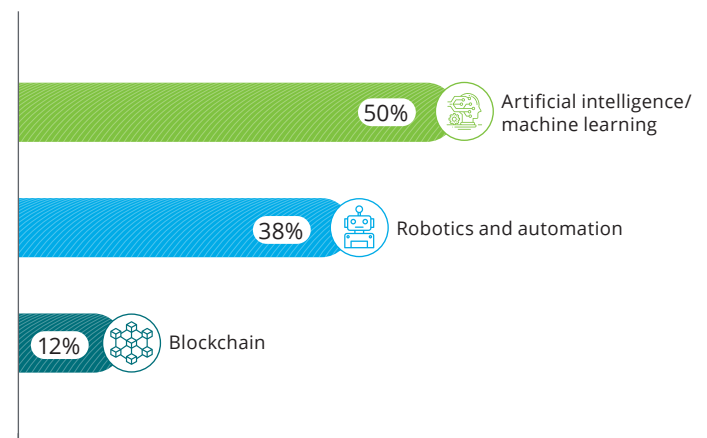 50%
Artificial intelligence/
machine learning
38%
Robotics and automation
12%
Blockchain